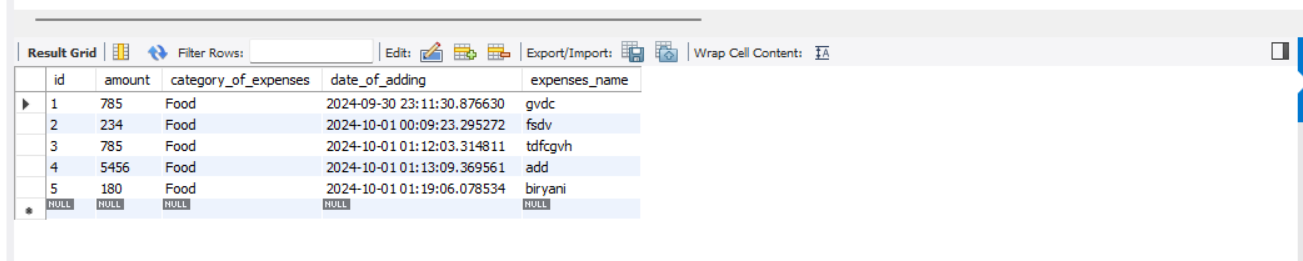 Result Grid Filter Rows: Edit: Export/Import: Wrap Cell Content: IA
id amount category_of_expenses date_of_adding expenses_name
1 785 Food 2024-09-30 23:11:30.876630 gvdc
2 234 Food 2024-10-01 00:09:23.295272 fsdv
3 785 Food 2024-10-01 01:12:03.314811 tdfcgvh
4 5456 Food 2024-10-01 01:13:09.369561 add
5 180 Food 2024-10-01 01:19:06.078534 biryani
NULL NULL NULL NULL NULL